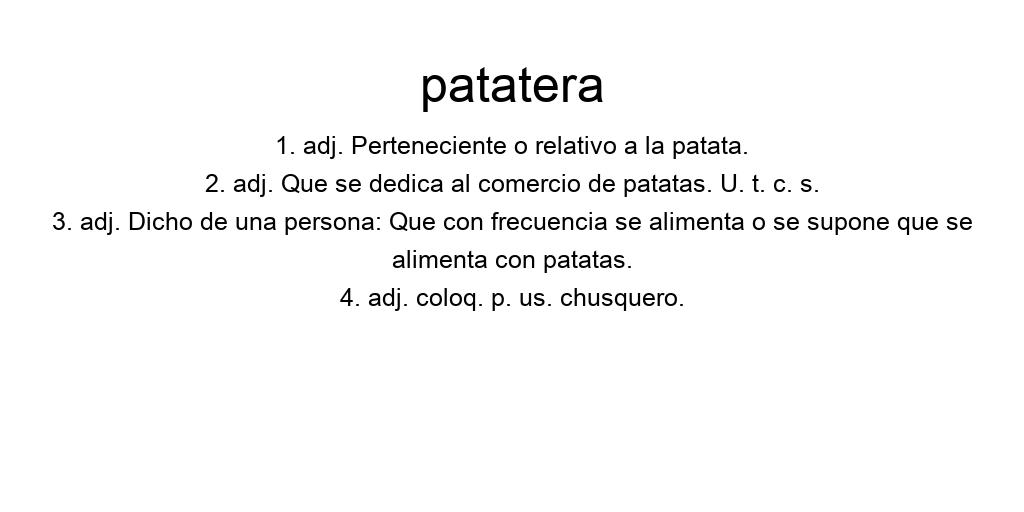 patatera
1. adj. Perteneciente o relativo a la patata.
2. adj. Que se dedica al comercio de patatas. U. t. c. s.
3. adj. Dicho de una persona: Que con frecuencia se alimenta o se supone que se
alimenta con patatas.
4. adj. coloq. p. us. chusquero.